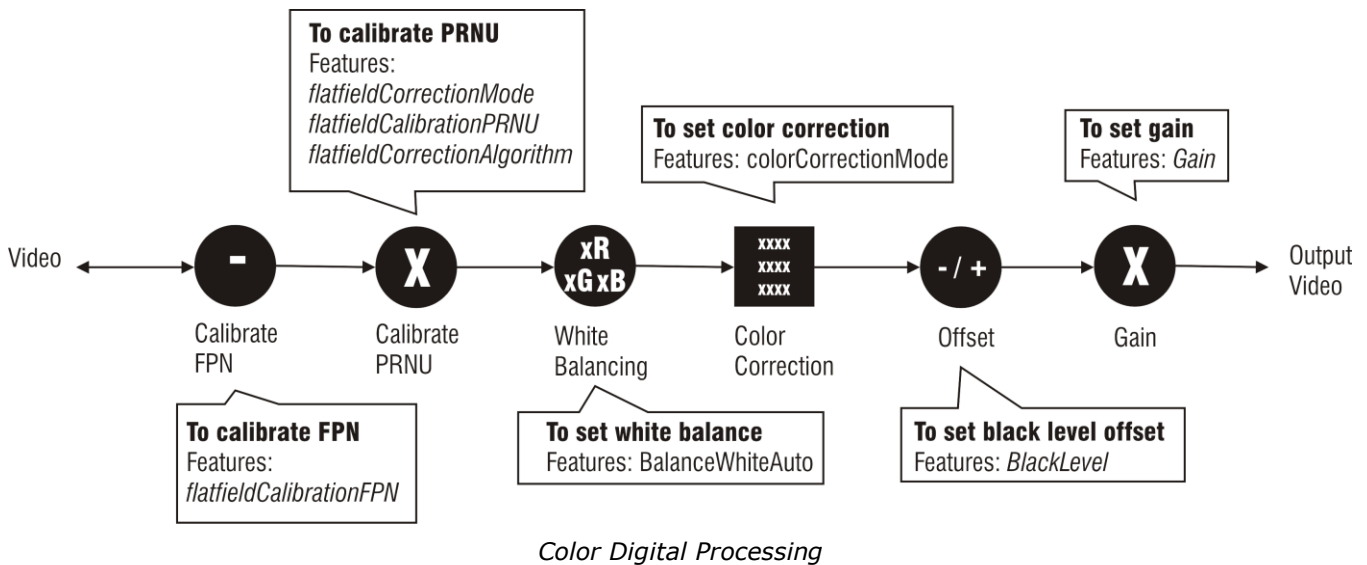 To calibrate PRNU
Features:
flatfieldCorrectionMode
flatfieldCalibrationPRNU
flatfieldCorrectionAlgorithm
To set color correction
Features: colorCorrectionMode
To set gain
Features: Gain
Video
-
X
xR
xG xB
xxxx
xxxx
xxxx
- / +
X
Output
Video
Calibrate
FPN
Calibrate
PRNU
White
Balancing
Color
Correction
Offset
Gain
To calibrate FPN
Features:
flatfieldCalibrationFPN
To set white balance
Features: BalanceWhiteAuto
To set black level offset
Features: BlackLevel
Color Digital Processing